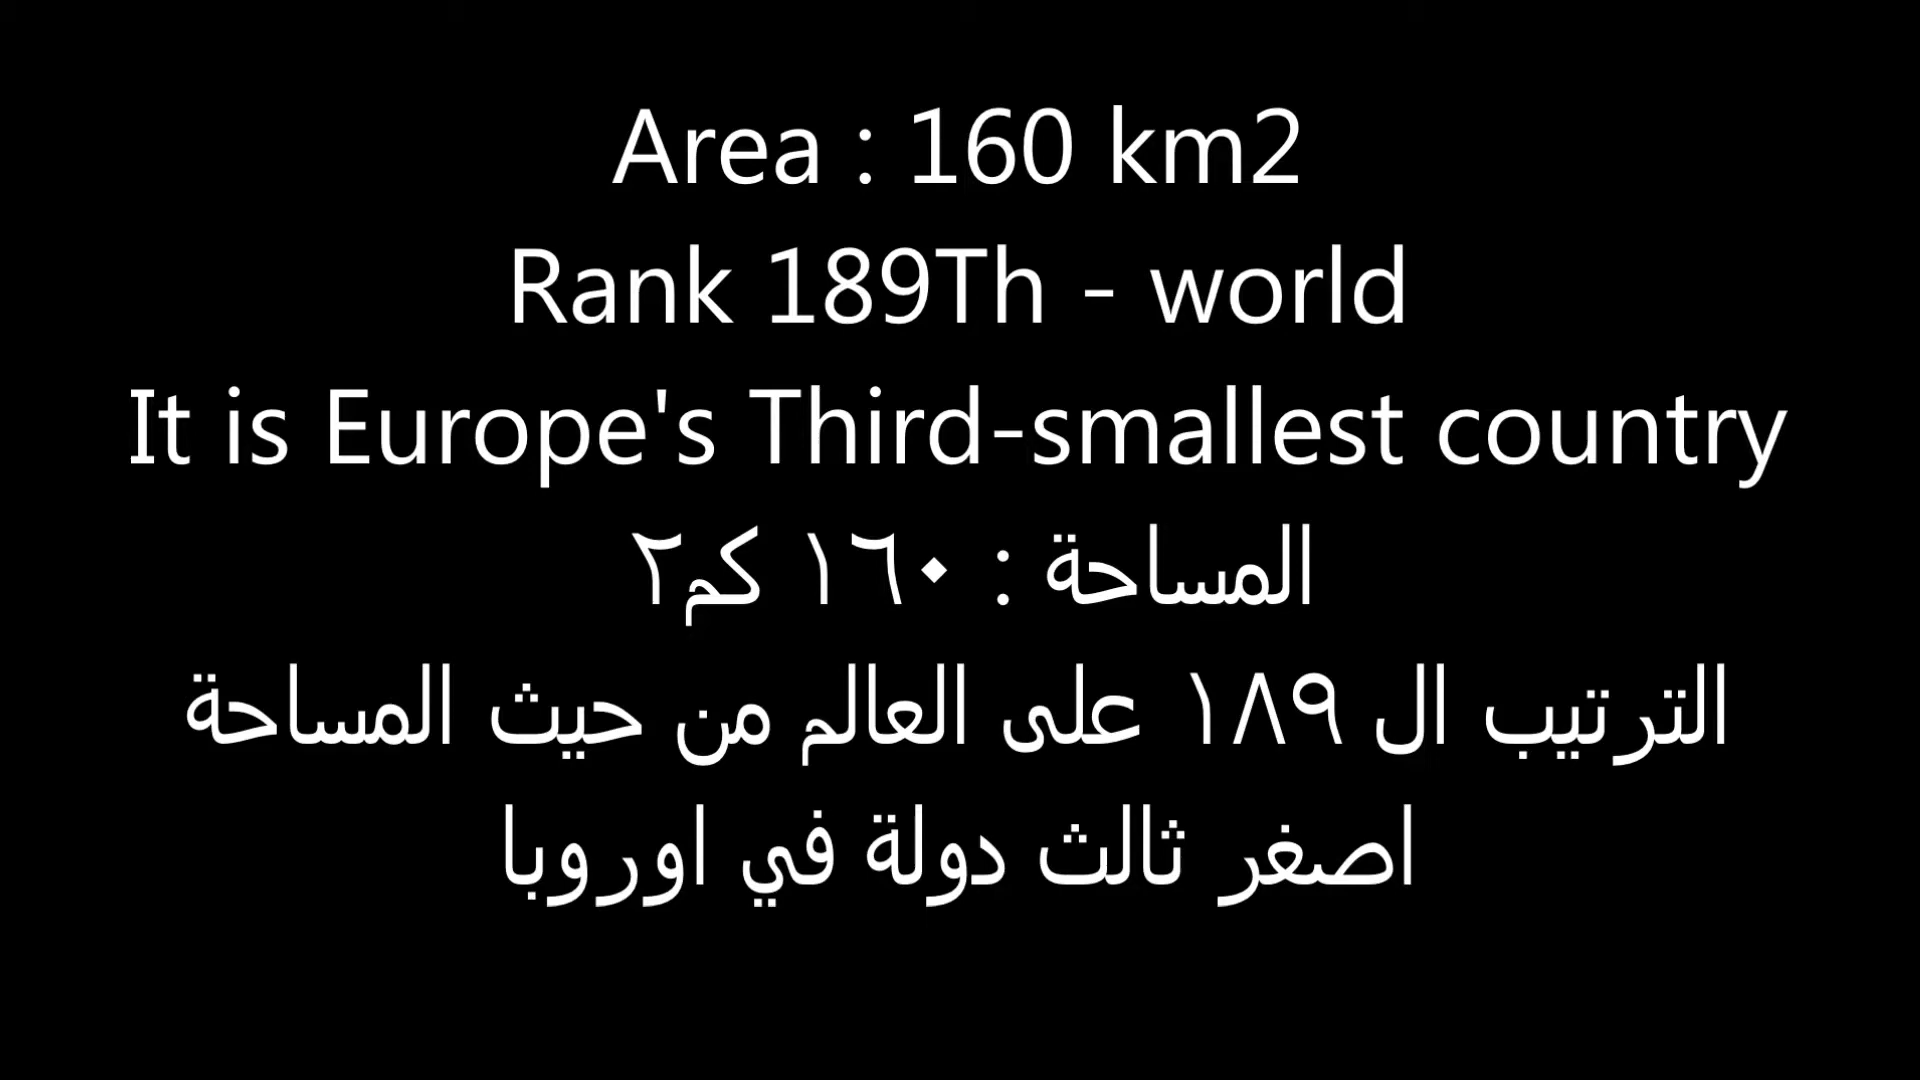 Area : 160 km2
Rank 189Th - world
It is Europe's Third-smallest country
المساحة : ١٦٠ كم٢
الترتيب ال ١٨٩ على العالم من حيث المساحة
اصغر ثالث دولة في اوروبا